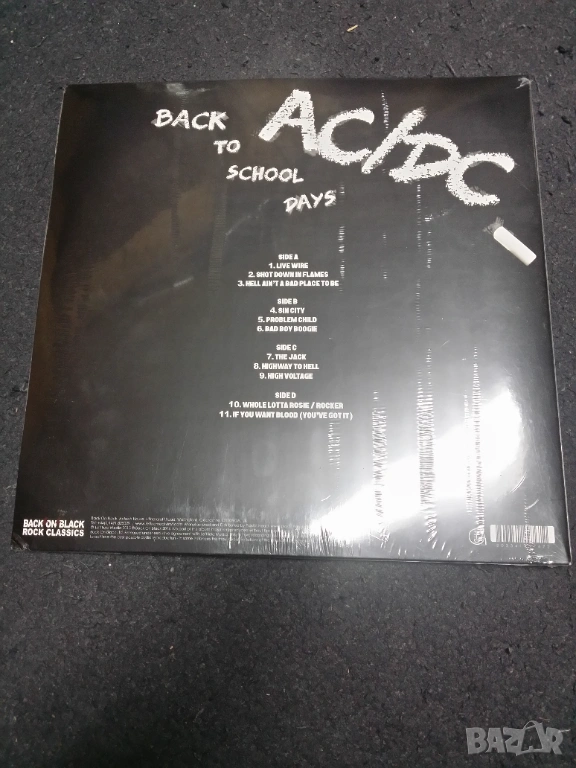 BACK
TO
SCHOOL
DAYS
AC/DC
SIDE A
1. LIVE WIRE
2. SHOT DOWN IN FLAMES
3. HELL AIN'T A BAD PLACE TO BE
SIDE B
4. SIN CITY
5. PROBLEM CHILD
6. BAD BOY BOOGIE
SIDE C
7. THE JACK
8. HIGHWAY TO HELL
9. HIGH VOLTAGE
SIDE D
10. WHOLE LOTTA ROSIE / ROCKER
11. IF YOU WANT BLOOD (YOU'VE GOT IT)
BACK ON BLACK
ROCK CLASSICS
BAZAR